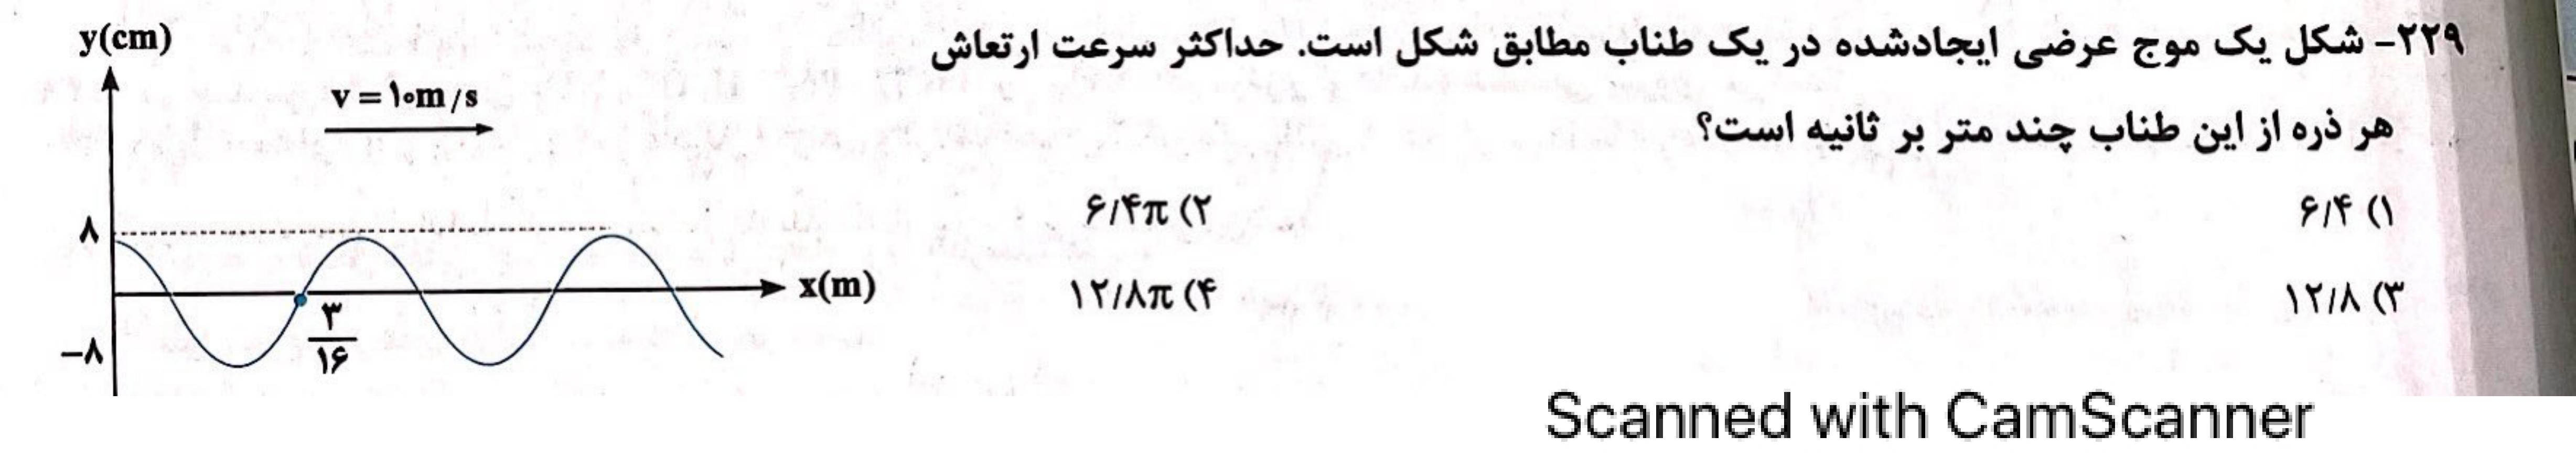 ۲۲۹- شکل یک موج عرضی ایجادشده در یک طناب مطابق شکل است. حداکثر سرعت ارتعاش
هر ذره از این طناب چند متر بر ثانیه است؟
۱) ۶/۴
۲) ۶/۴π
۳) ۱۲/۸
۴) ۱۲/۸π
y(cm)
v = ۱۰m/s
۸
x(m)
۳
۱۶
-۸
Scanned with CamScanner